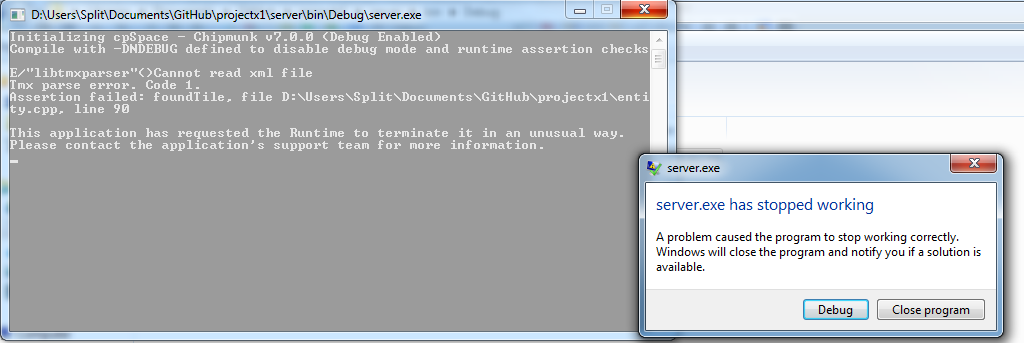 D:\Users\Split\Documents\GitHub\projectx1\server\bin\Debug\server.exe
Initializing cpSpace - Chipmunk v7.0.0 (Debug Enabled)
Compile with -DNDEBUG defined to disable debug mode and runtime assertion checks
E/"libtmxparser"()Cannot read xml file
Tmx parse error. Code 1.
Assertion failed: foundTile, file D:\Users\Split\Documents\GitHub\projectx1\enti
ty.cpp, line 90
This application has requested the Runtime to terminate it in an unusual way.
Please contact the application's support team for more information.
server.exe
server.exe has stopped working
A problem caused the program to stop working correctly.
Windows will close the program and notify you if a solution is
available.
Debug
Close program